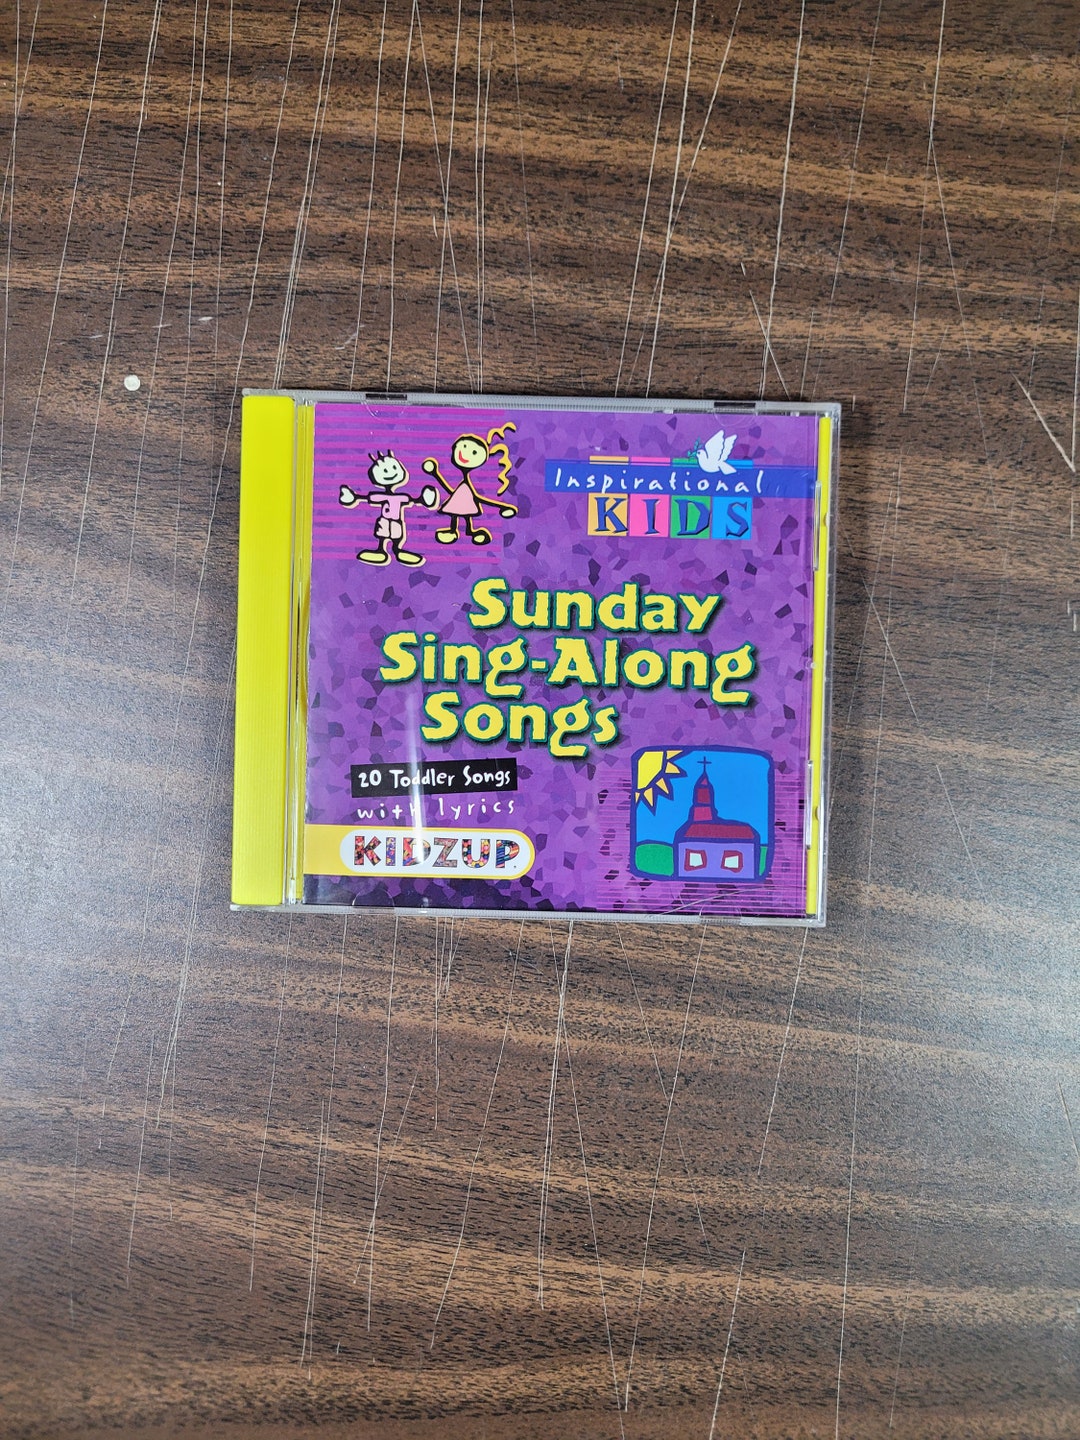 Inspirational
KIDS
Sunday
Sing-Along
Songs
20 Toddler Songs
with lyrics
KIDZUP